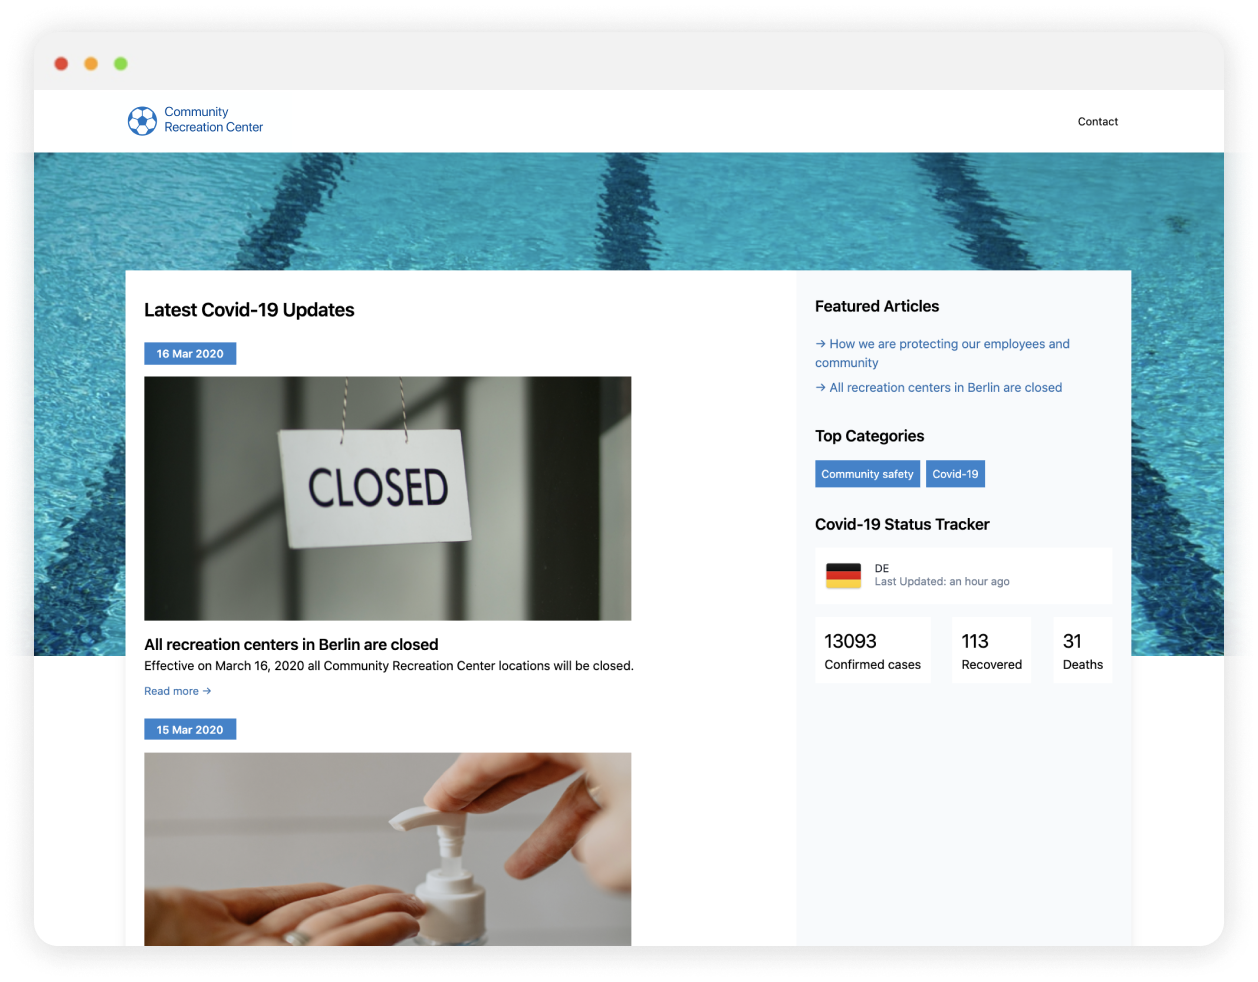 Community
Recreation Center
Contact
Latest Covid-19 Updates
16 Mar 2020
CLOSED
All recreation centers in Berlin are closed
Effective on March 16, 2020 all Community Recreation Center locations will be closed.
Read more →
15 Mar 2020
Featured Articles
→ How we are protecting our employees and
community
→ All recreation centers in Berlin are closed
Top Categories
Community safety
Covid-19
Covid-19 Status Tracker
DE
Last Updated: an hour ago
13093
Confirmed cases
113
Recovered
31
Deaths